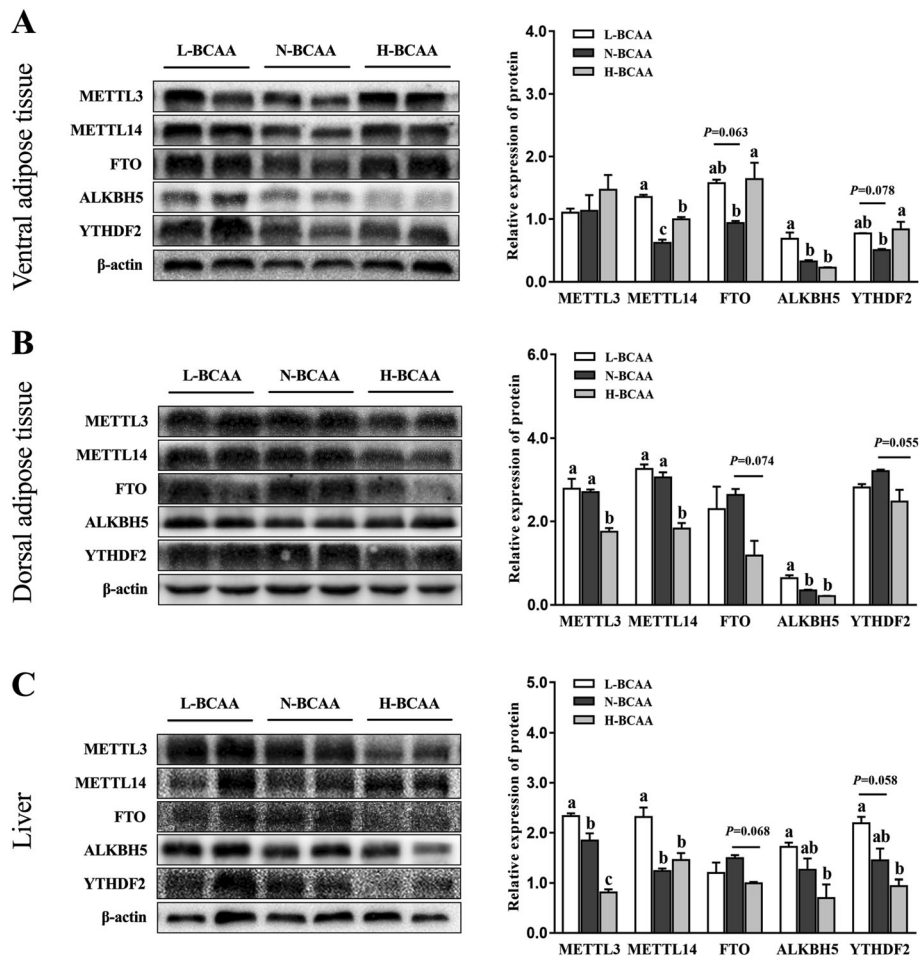 A
Ventral adipose tissue
L-BCAA N-BCAA H-BCAA
METTL3
METTL14
FTO
ALKBH5
YTHDF2
β-actin
Relative expression of protein
4.0
3.0
2.0
1.0
0.0
L-BCAA
N-BCAA
H-BCAA
P=0.063
P=0.078
a c b
ab b a
a b b
ab b a
METTL3 METTL14 FTO ALKBH5 YTHDF2
B
Dorsal adipose tissue
L-BCAA N-BCAA H-BCAA
METTL3
METTL14
FTO
ALKBH5
YTHDF2
β-actin
Relative expression of protein
6.0
4.0
2.0
0.0
L-BCAA
N-BCAA
H-BCAA
P=0.074
P=0.055
a a b
a a b
a b b
METTL3 METTL14 FTO ALKBH5 YTHDF2
C
Liver
L-BCAA N-BCAA H-BCAA
METTL3
METTL14
FTO
ALKBH5
YTHDF2
β-actin
Relative expression of protein
5.0
4.0
3.0
2.0
1.0
0.0
L-BCAA
N-BCAA
H-BCAA
P=0.068
P=0.058
a b c
a b b
a ab b
a ab b
METTL3 METTL14 FTO ALKBH5 YTHDF2